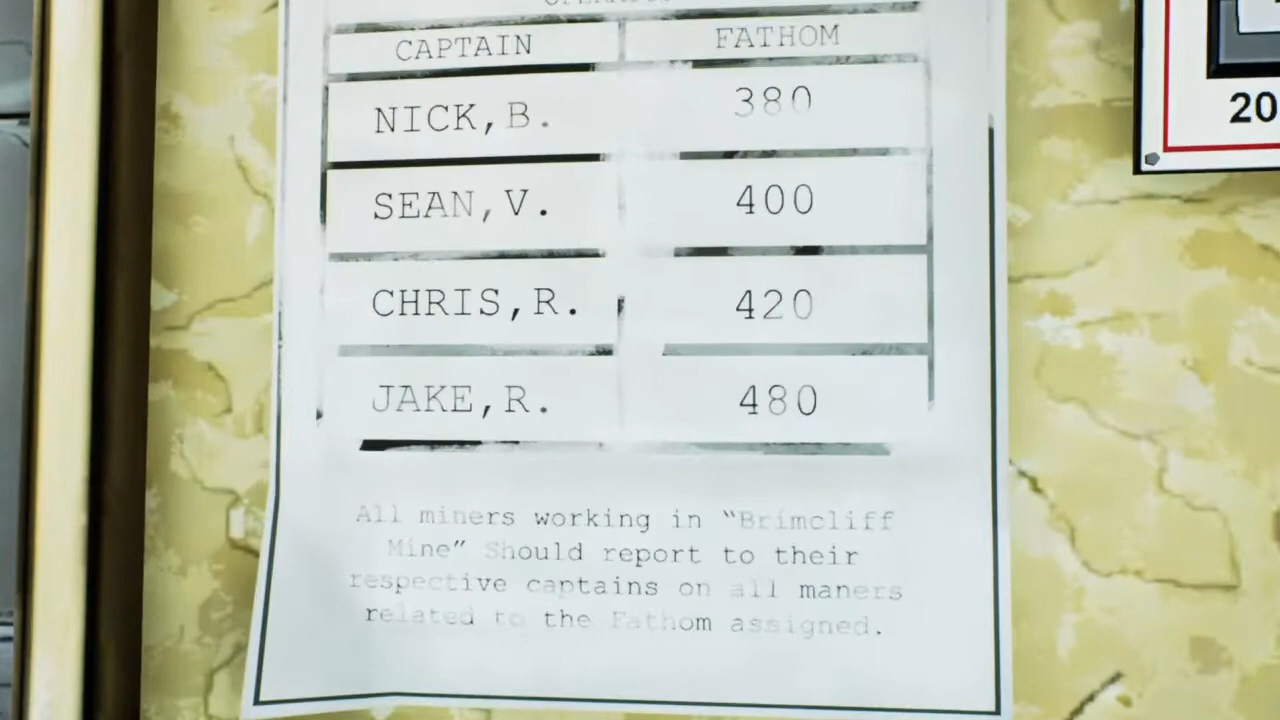 CAPTAIN FATHOM
NICK,B. 380
SEAN,V. 400
CHRIS,R. 420
JAKE,R. 480
All miners working in “Brimcliff
Mine” Should report to their
respective captains on all maners
related to the Fathom assigned.
20